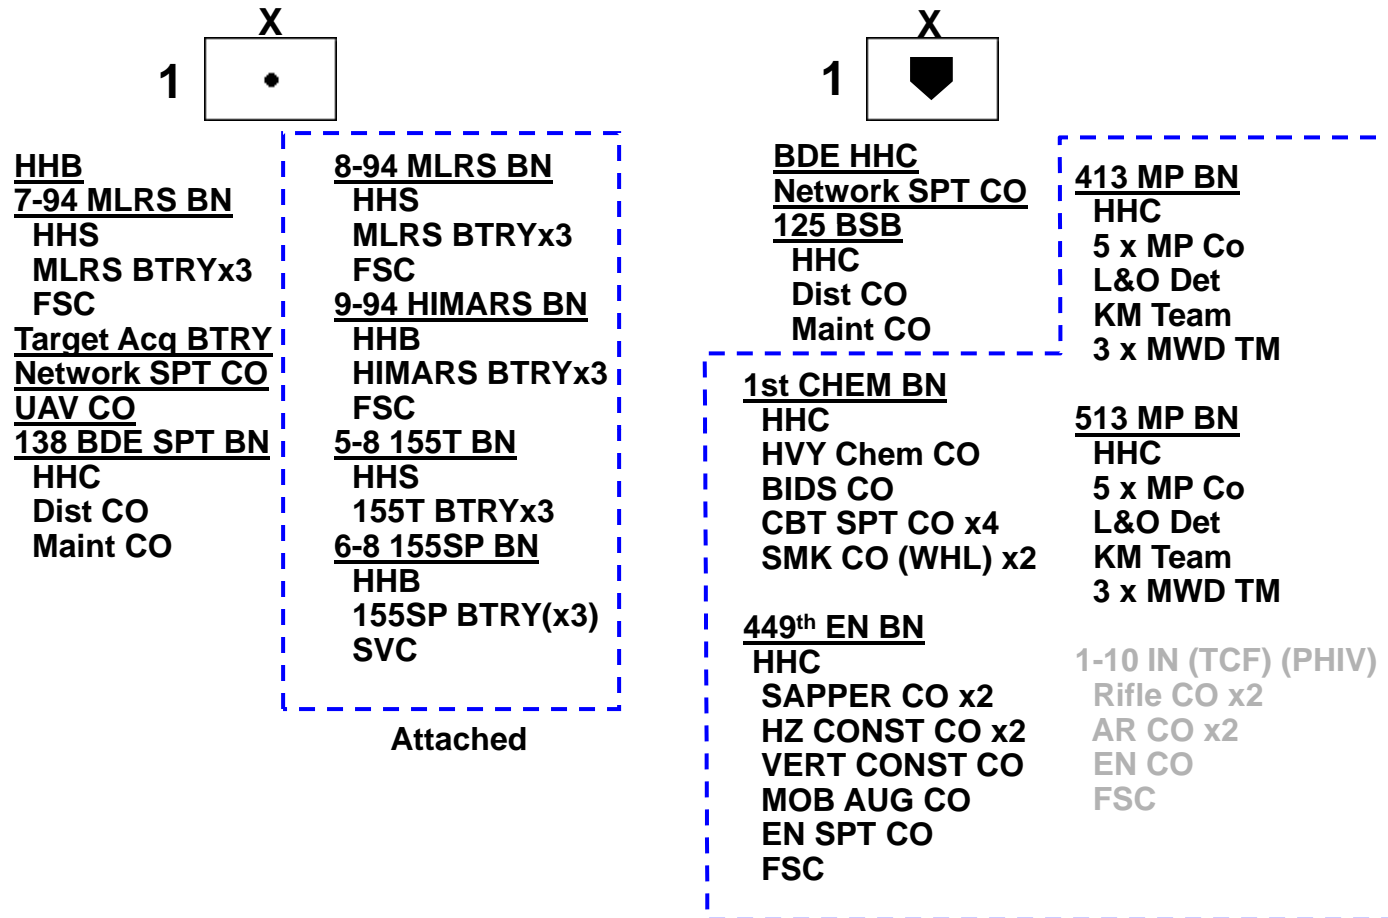 X
1
HHB
7-94 MLRS BN
HHS
MLRS BTRYx3
FSC
Target Acq BTRY
Network SPT CO
UAV CO
138 BDE SPT BN
HHC
Dist CO
Maint CO
8-94 MLRS BN
HHS
MLRS BTRYx3
FSC
9-94 HIMARS BN
HHB
HIMARS BTRYx3
FSC
5-8 155T BN
HHS
155T BTRYx3
6-8 155SP BN
HHB
155SP BTRY(x3)
SVC
Attached
X
1
BDE HHC
Network SPT CO
125 BSB
HHC
Dist CO
Maint CO
1st CHEM BN
HHC
HVY Chem CO
BIDS CO
CBT SPT CO x4
SMK CO (WHL) x2
449th EN BN
HHC
SAPPER CO x2
HZ CONST CO x2
VERT CONST CO
MOB AUG CO
EN SPT CO
FSC
413 MP BN
HHC
5 x MP Co
L&O Det
KM Team
3 x MWD TM
513 MP BN
HHC
5 x MP Co
L&O Det
KM Team
3 x MWD TM
1-10 IN (TCF) (PHIV)
Rifle CO x2
AR CO x2
EN CO
FSC